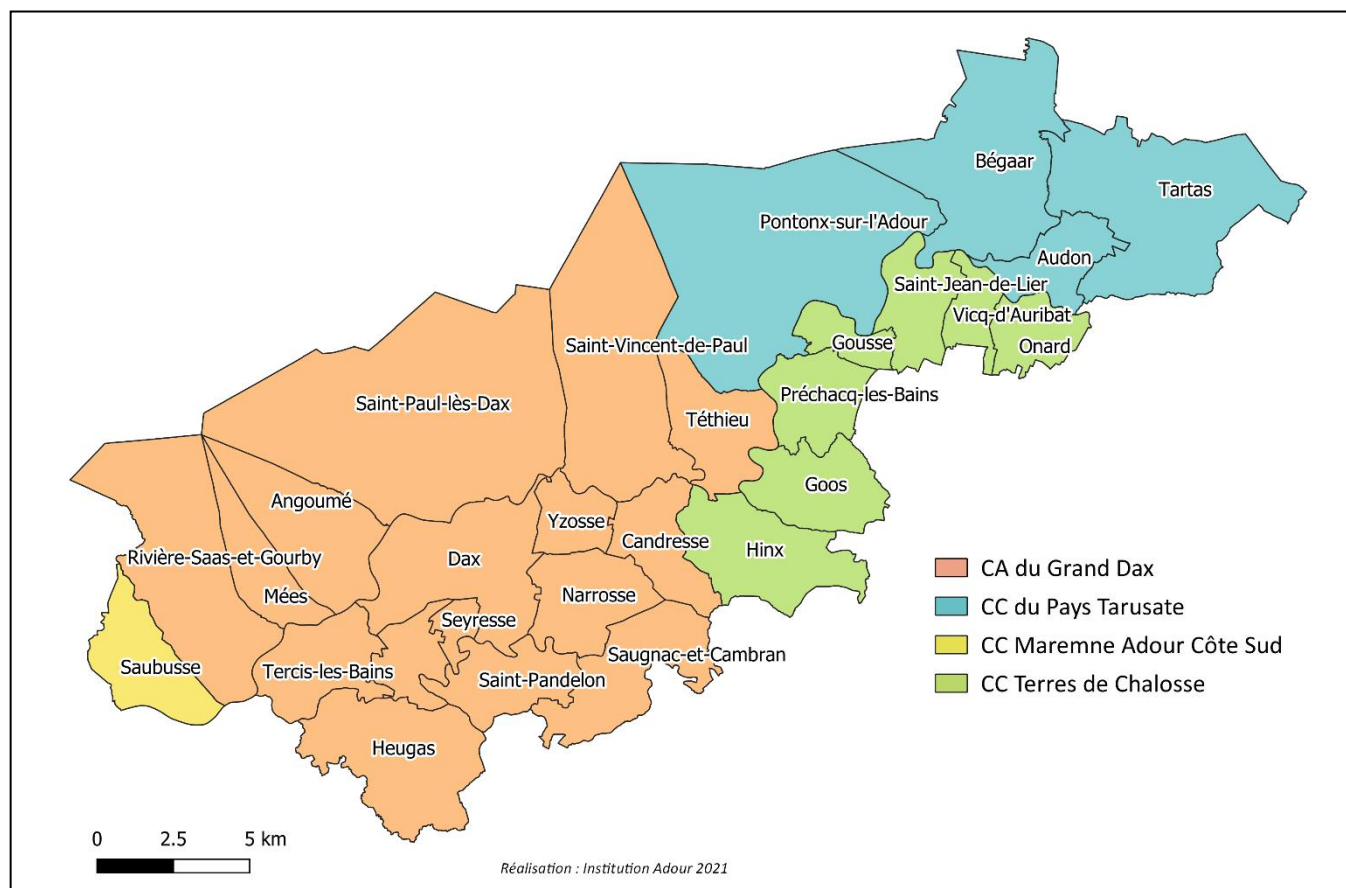 Bégaar
Tartas
Pontonx-sur-l'Adour
Audon
Saint-Jean-de-Lier
Vicq-d'Auribat
Gousse
Onard
Saint-Vincent-de-Paul
Préchacq-les-Bains
Saint-Paul-lès-Dax
Téthieu
Goos
Angoumé
Yzosse
Candresse
Hinx
Rivière-Saas-et-Gourby
Dax
Mées
Narrosse
Seyresse
Saugnac-et-Cambran
Saubusse
Tercis-les-Bains
Saint-Pandelon
Heugas
CA du Grand Dax
CC du Pays Tarusate
CC Maremne Adour Côte Sud
CC Terres de Chalosse
0 2.5 5 km
Réalisation : Institution Adour 2021